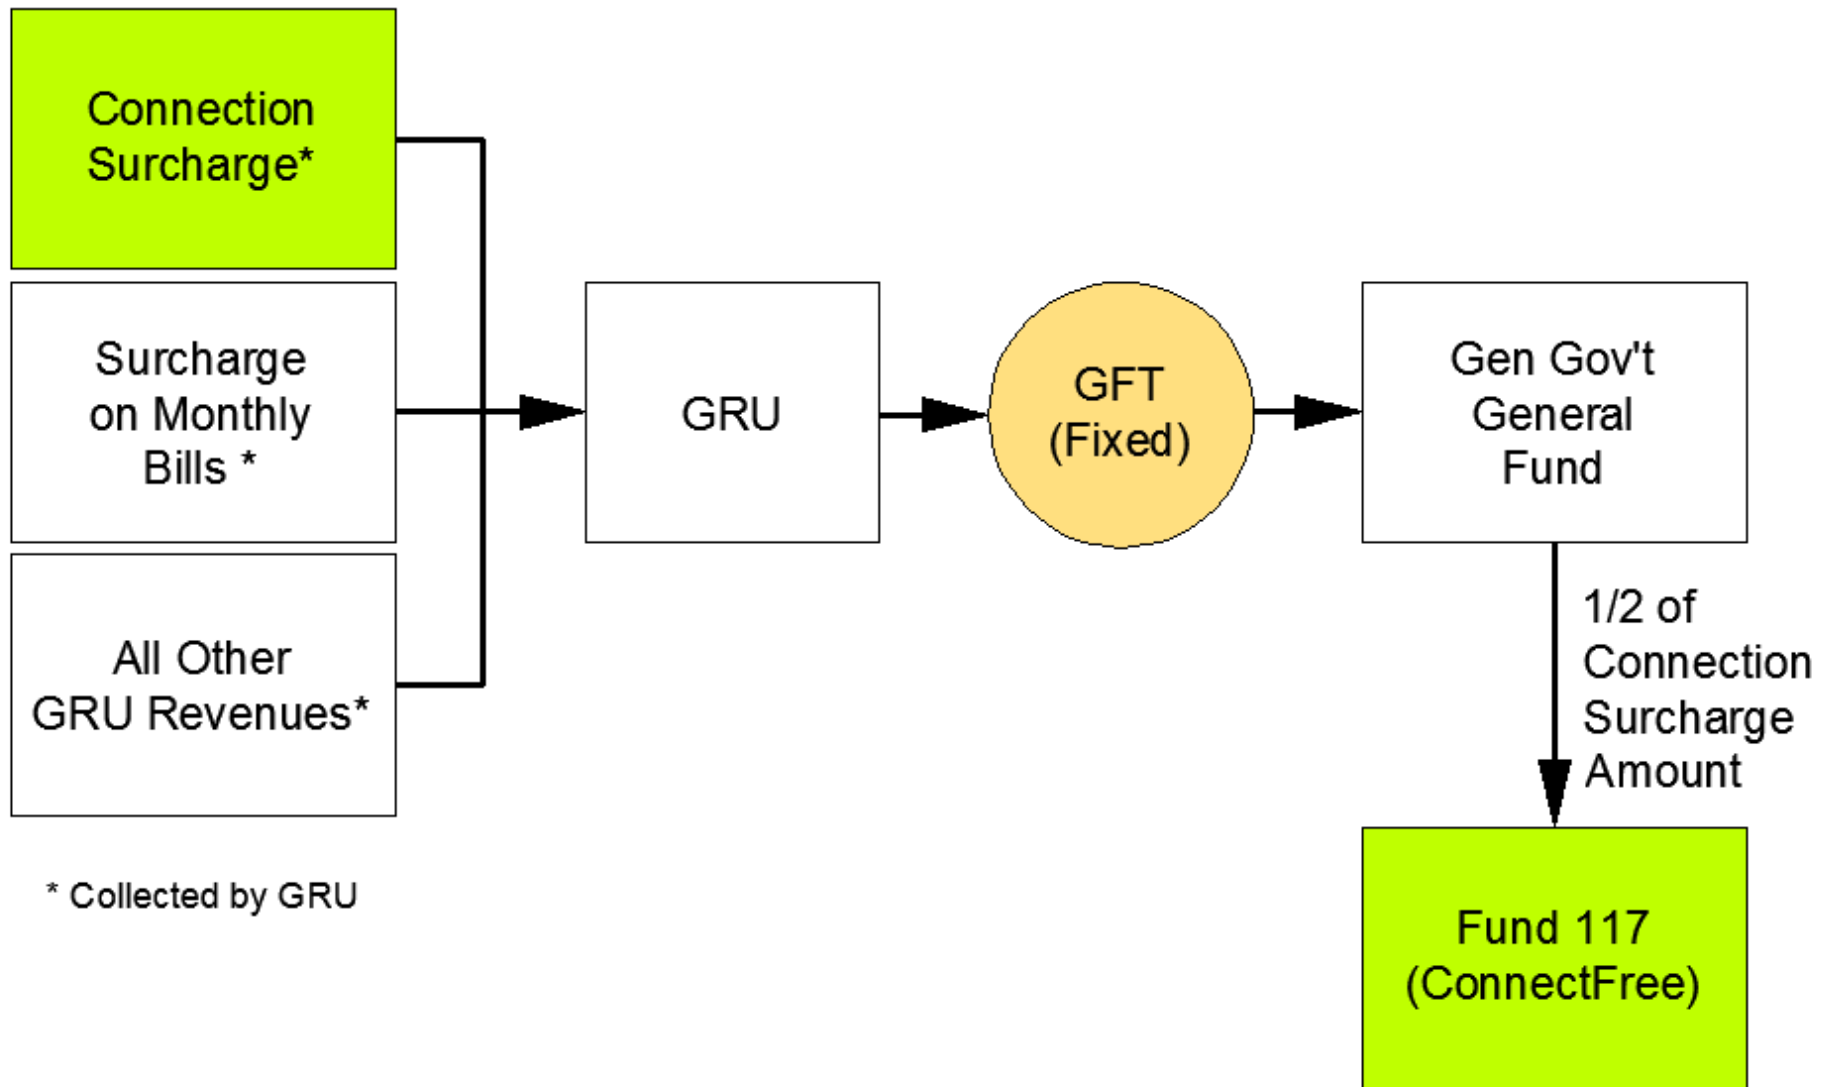 Connection
Surcharge*
Surcharge
on Monthly
Bills *
All Other
GRU Revenues*
* Collected by GRU
GRU
GFT
(Fixed)
Gen Gov't
General
Fund
1/2 of
Connection
Surcharge
Amount
Fund 117
(ConnectFree)